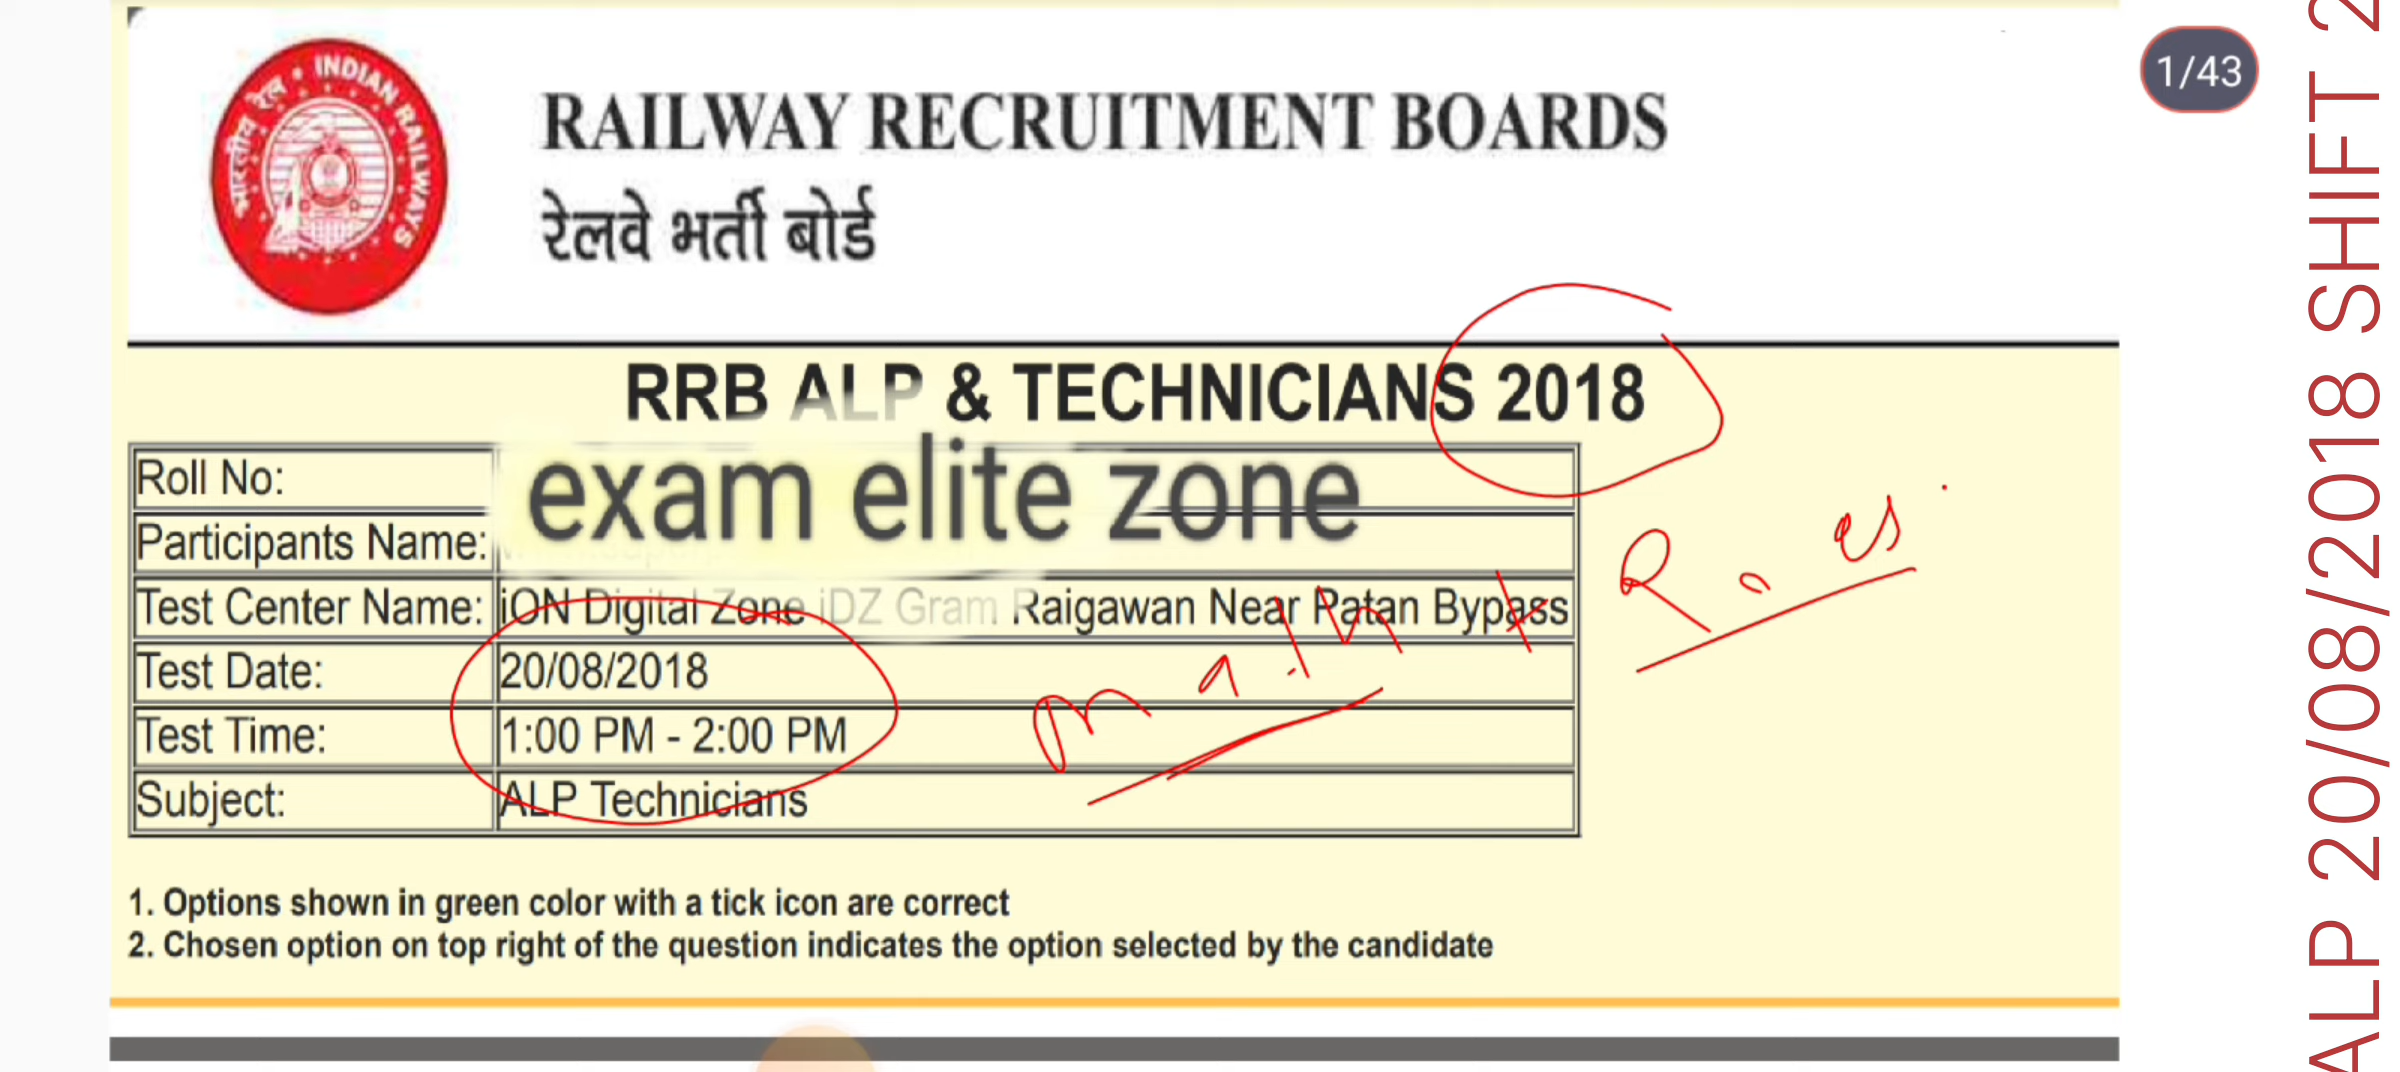 भारतीय रेल INDIAN RAILWAYS
RAILWAY RECRUITMENT BOARDS
रेलवे भर्ती बोर्ड
1/43
RRB ALP & TECHNICIANS 2018
exam elite zone
Roll No:
Participants Name:
Test Center Name: iON Digital Zone iDZ Gram Raigawan Near Patan Bypass
Test Date: 20/08/2018
Test Time: 1:00 PM - 2:00 PM
Subject: ALP Technicians
Math +
1. Options shown in green color with a tick icon are correct
2. Chosen option on top right of the question indicates the option selected by the candidate
ALP 20/08/2018 SHIFT 2